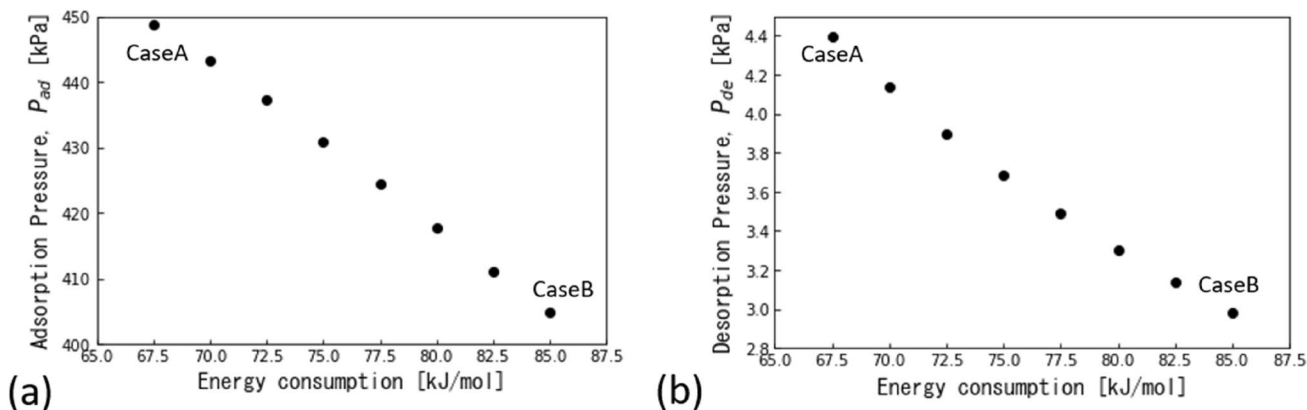 Adsorption Pressure, P_ad [kPa]
450
440
430
420
410
400
CaseA
CaseB
65.0 67.5 70.0 72.5 75.0 77.5 80.0 82.5 85.0 87.5
Energy consumption [kJ/mol]
(a)
Desorption Pressure, P_de [kPa]
4.4
4.2
4.0
3.8
3.6
3.4
3.2
3.0
2.8
CaseA
CaseB
65.0 67.5 70.0 72.5 75.0 77.5 80.0 82.5 85.0 87.5
Energy consumption [kJ/mol]
(b)